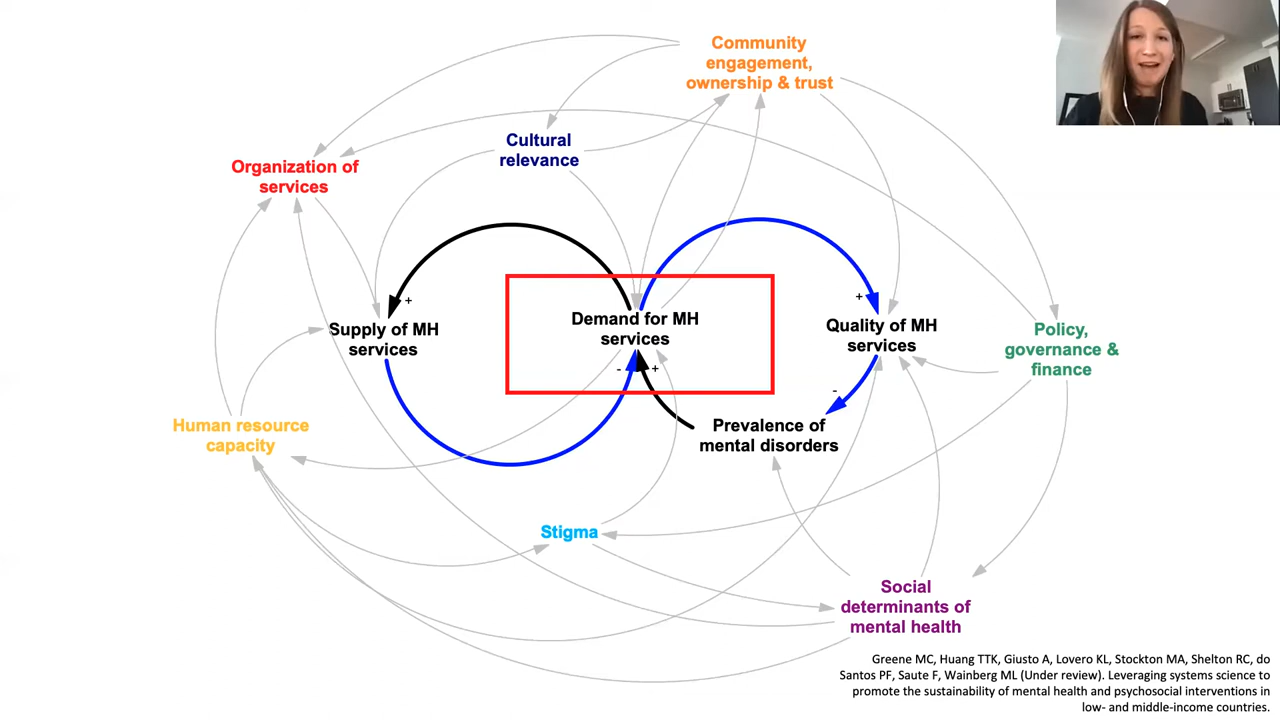 Community
engagement,
ownership & trust
Cultural
relevance
Organization of
services
+
+
Supply of MH
services
Demand for MH
services
Quality of MH
services
Policy,
governance &
finance
-
+
-
Human resource
capacity
Prevalence of
mental disorders
Stigma
Social
determinants of
mental health
Greene MC, Huang TTK, Giusto A, Lovero KL, Stockton MA, Shelton RC, do
Santos PF, Saute F, Wainberg ML (Under review). Leveraging systems science to
promote the sustainability of mental health and psychosocial interventions in
low- and middle-income countries.